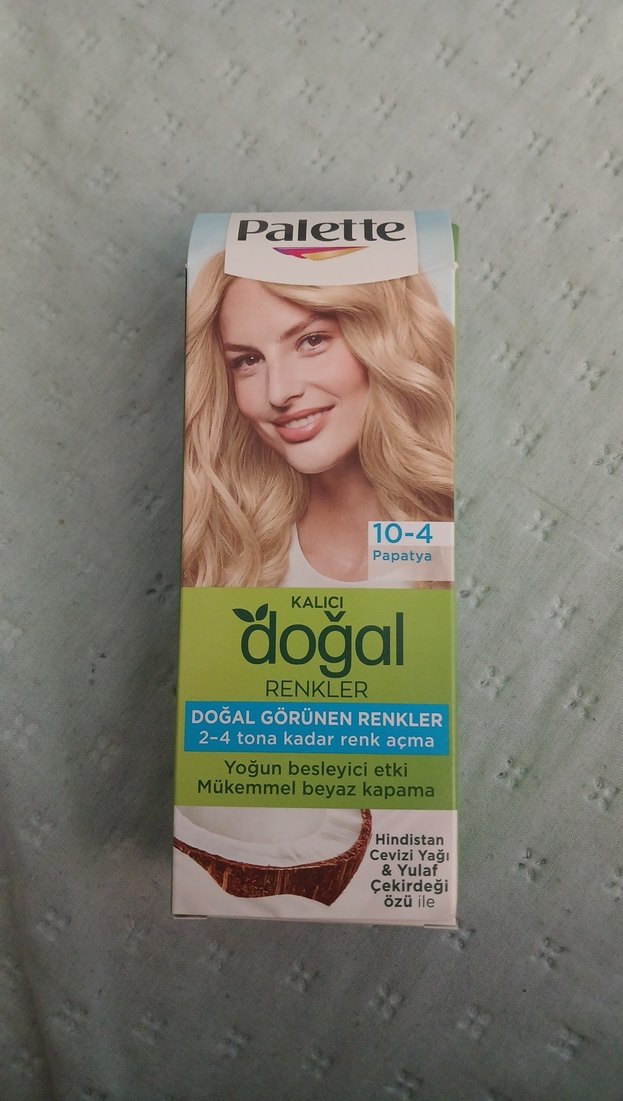 Palette
10-4
Papatya
KALICI
doğal
RENKLER
DOĞAL GÖRÜNEN RENKLER
2-4 tona kadar renk açma
Yoğun besleyici etki
Mükemmel beyaz kapama
Hindistan
Cevizi Yağı
& Yulaf
Çekirdeği
özü ile